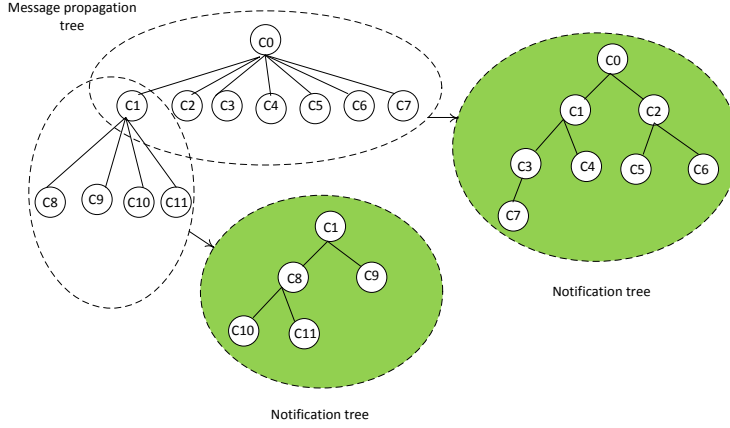 Message propagation
tree
C0
C1
C2
C3
C4
C5
C6
C7
C8
C9
C10
C11
C0
C1
C2
C3
C4
C5
C6
C7
Notification tree
C1
C8
C9
C10
C11
Notification tree